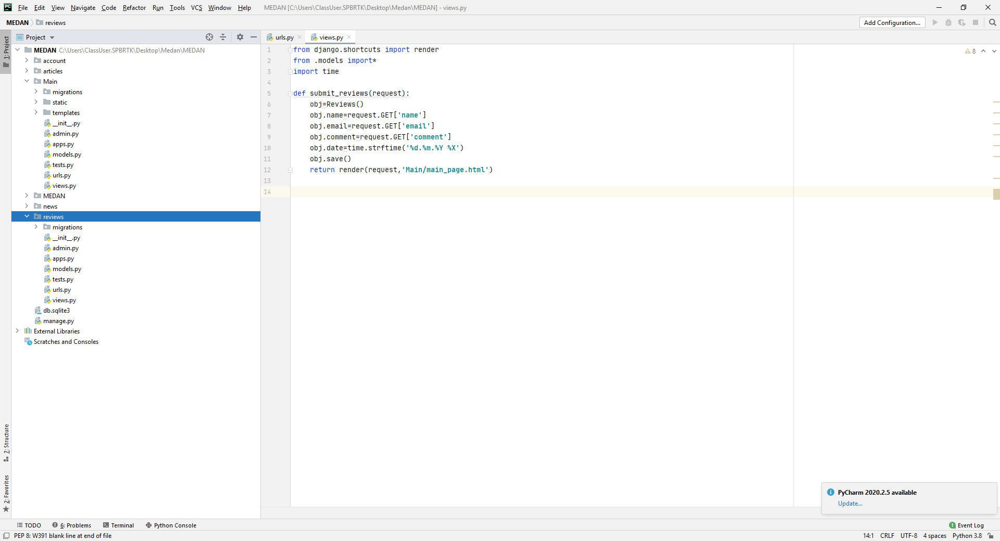 PC File Edit View Navigate Code Refactor Run Tools VCS Window Help MEDAN [C:\Users\ClassUser.SPBRTK\Desktop\Medan\MEDAN] - views.py
MEDAN reviews Add Configuration...
1: Project
Project
urls.py views.py
MEDAN C:\Users\ClassUser.SPBRTK\Desktop\Medan\MEDAN
account
articles
Main
migrations
static
templates
__init__.py
admin.py
apps.py
models.py
tests.py
urls.py
views.py
MEDAN
news
reviews
migrations
__init__.py
admin.py
apps.py
models.py
tests.py
urls.py
views.py
db.sqlite3
manage.py
External Libraries
Scratches and Consoles
7: Structure
2: Favorites
8
1 from django.shortcuts import render
2 from .models import*
3 import time
4
5 def submit_reviews(request):
6     obj=Reviews()
7     obj.name=request.GET['name']
8     obj.email=request.GET['email']
9     obj.comment=request.GET['comment']
10     obj.date=time.strftime('%d.%m.%Y %X')
11     obj.save()
12     return render(request,'Main/main_page.html')
13
14
PyCharm 2020.2.5 available
Update...
TODO 6: Problems Terminal Python Console 1 Event Log
PEP 8: W391 blank line at end of file 14:1 CRLF UTF-8 4 spaces Python 3.8